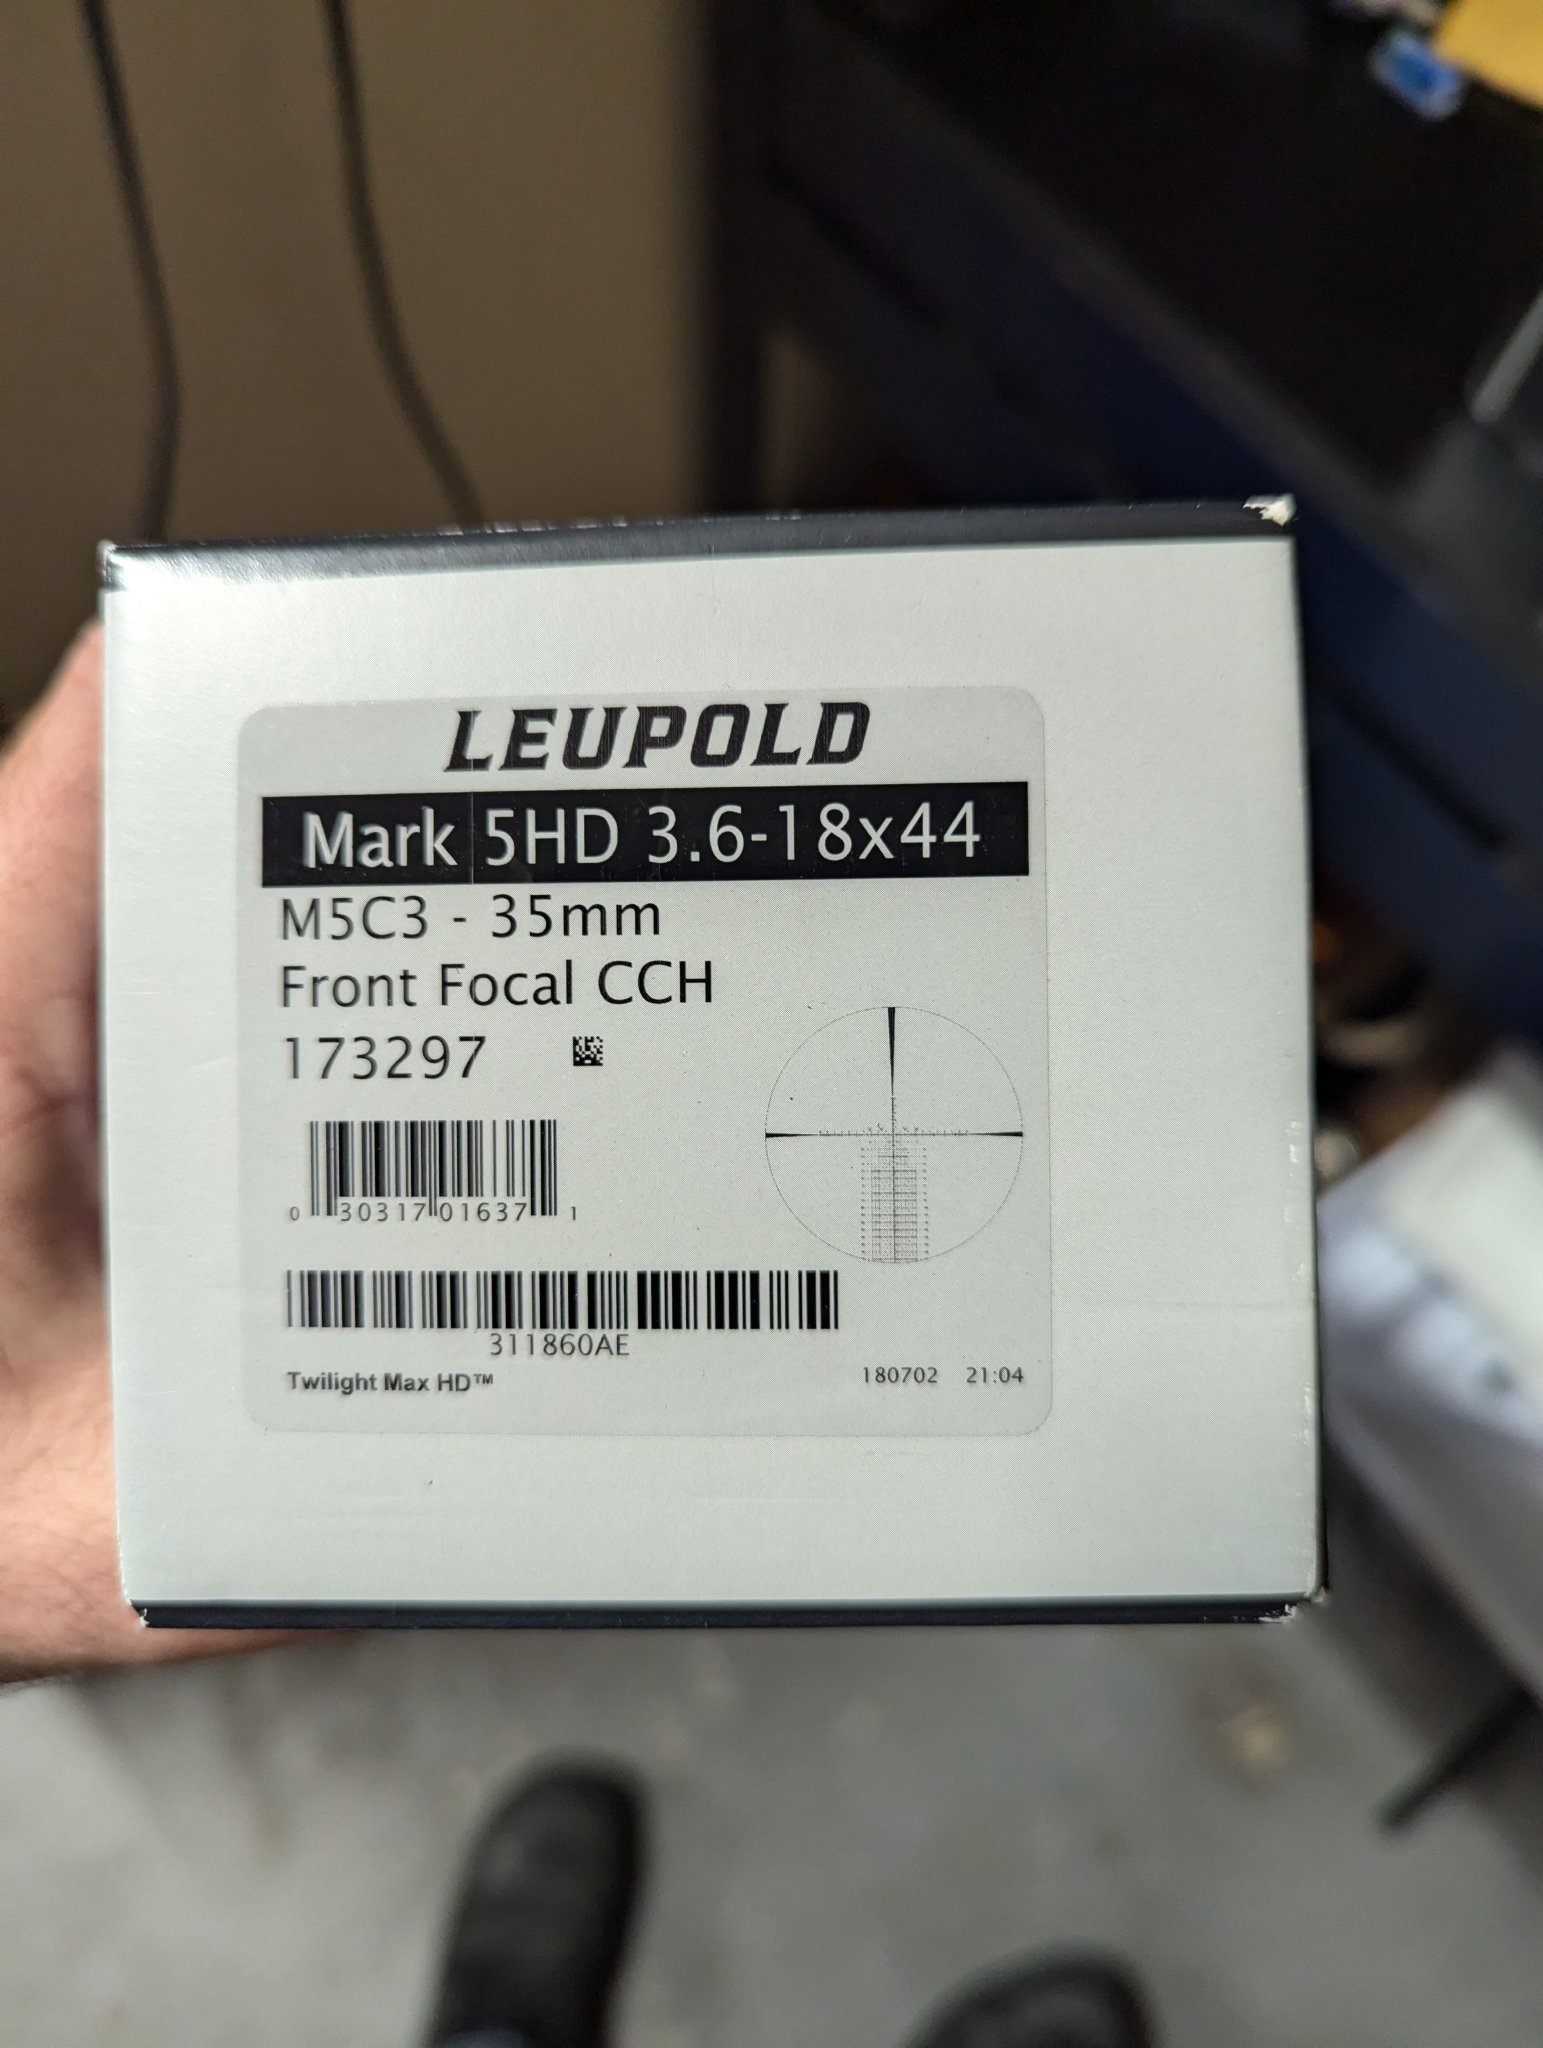 LEUPOLD
Mark 5HD 3.6-18x44
M5C3 - 35mm
Front Focal CCH
173297
0 30317 01637 1
311860AE
Twilight Max HD™
180702 21:04